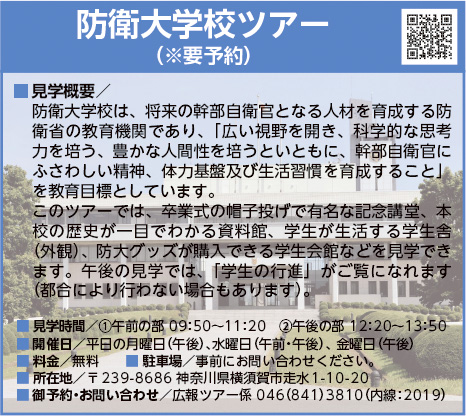 防衛大学校ツアー
（※要予約）
■見学概要／
防衛大学校は、将来の幹部自衛官となる人材を育成する防
衛省の教育機関であり、「広い視野を開き、科学的な思考
力を培う、豊かな人間性を培うといともに、幹部自衛官に
ふさわしい精神、体力基盤及び生活習慣を育成すること」
を教育目標としています。
このツアーでは、卒業式の帽子投げで有名な記念講堂、本
校の歴史が一目でわかる資料館、学生が生活する学生舎
（外観）、防大グッズが購入できる学生会館などを見学でき
ます。午後の見学では、「学生の行進」がご覧になれます
（都合により行わない場合もあります）。
■見学時間／①午前の部 09:50～11:20　②午後の部 12:20～13:50
■開催日／平日の月曜日（午後）、水曜日（午前・午後）、金曜日（午後）
■料金／無料　■駐車場／事前にお問い合わせください。
■所在地／〒239-8686 神奈川県横須賀市走水1-10-20
■御予約・お問い合わせ／広報ツアー係 046（841）3810（内線：2019）